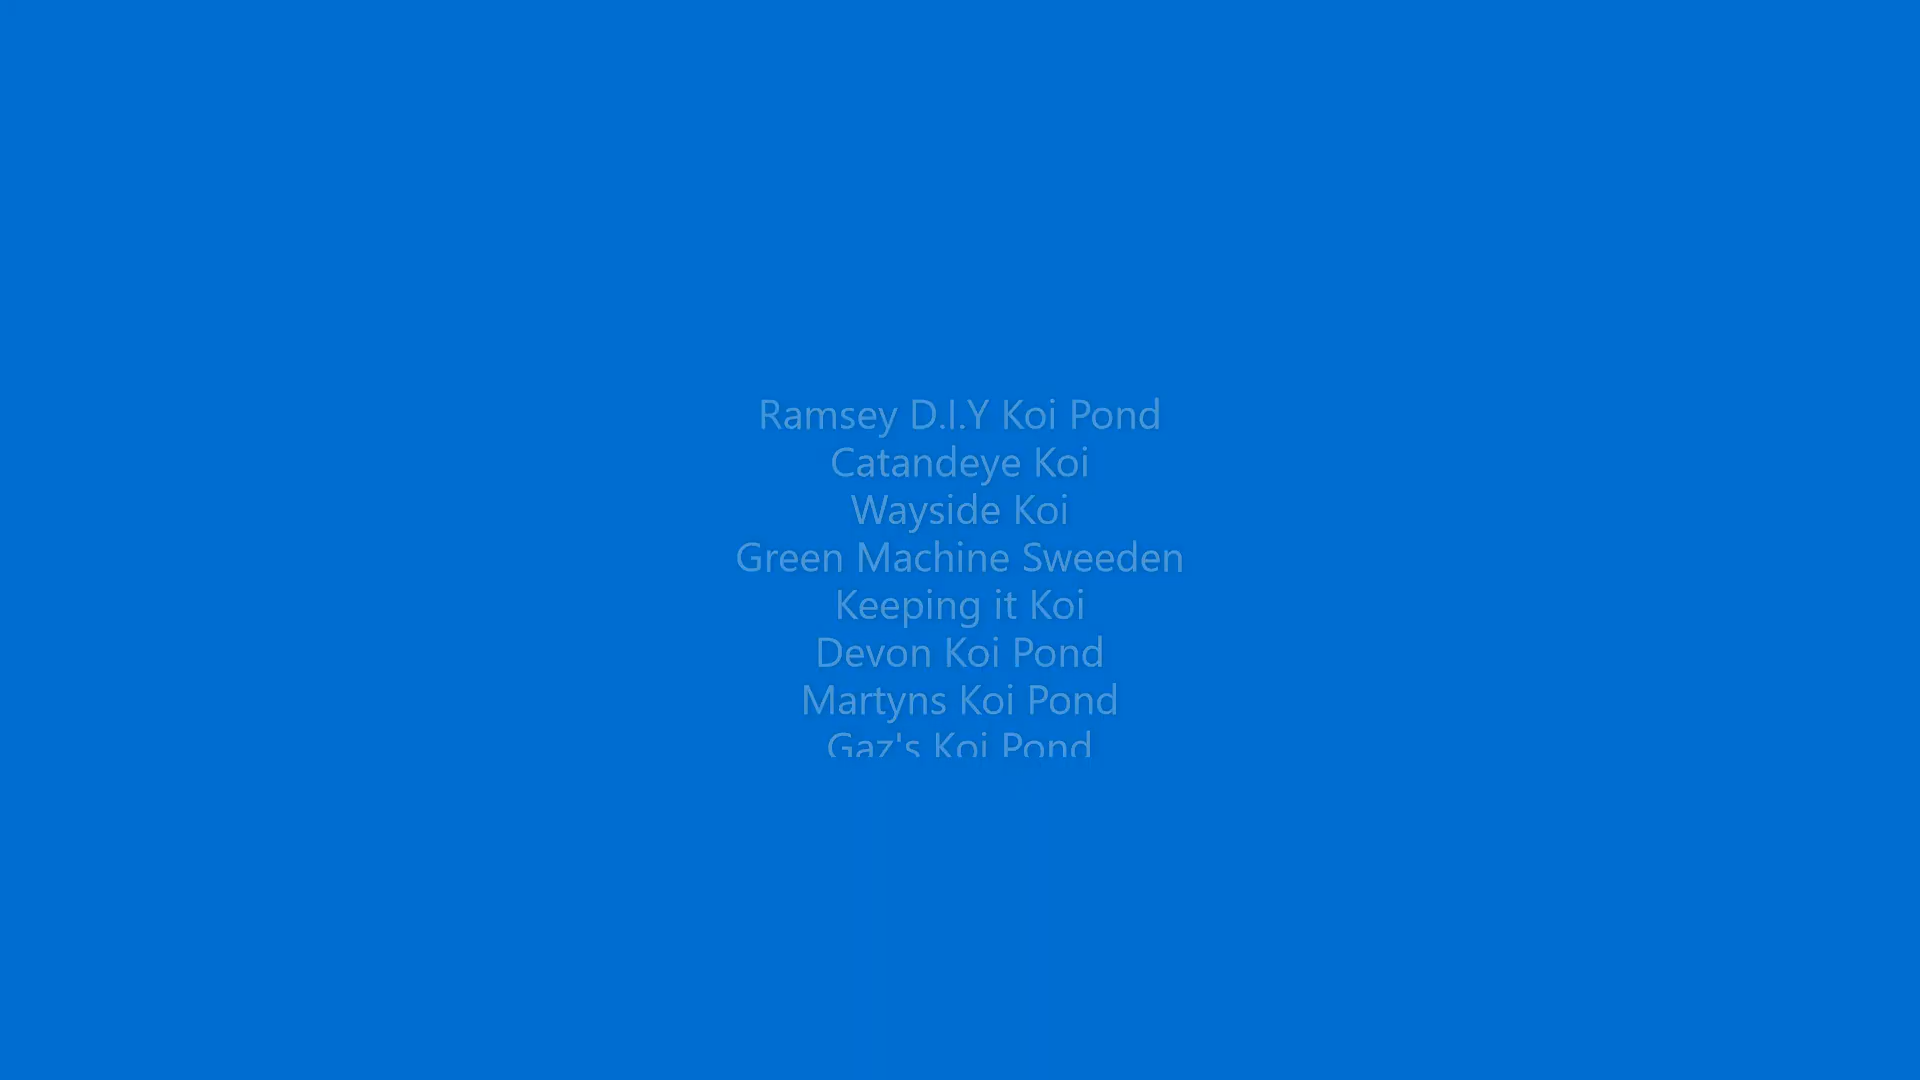 Ramsey D.I.Y Koi Pond
Catandeye Koi
Wayside Koi
Green Machine Sweeden
Keeping it Koi
Devon Koi Pond
Martyns Koi Pond
Gaz's Koi Pond